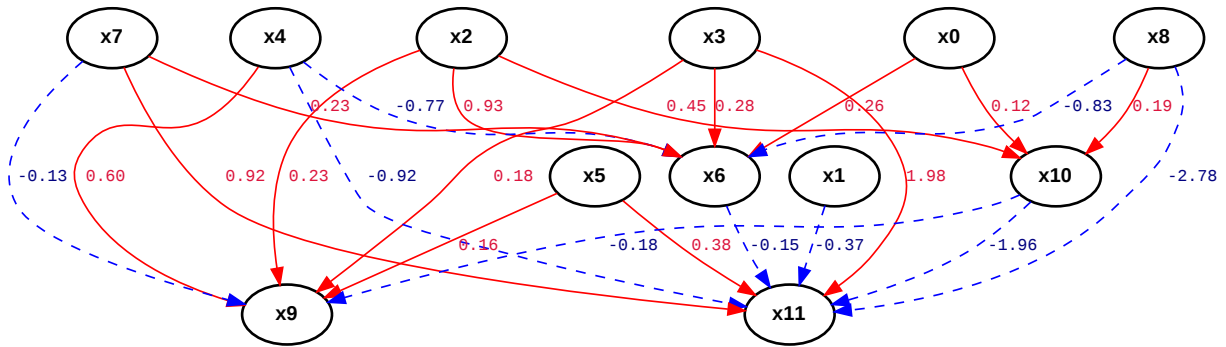 x7 x4 x2 x3 x0 x8
0.23 -0.77 0.93 0.45 0.28 0.26 0.12 -0.83 0.19
-0.13 0.60 0.92 0.23 -0.92 0.18 x5 x6 x1 1.98 x10 -2.78
0.16 -0.18 0.38 -0.15 -0.37 -1.96
x9 x11